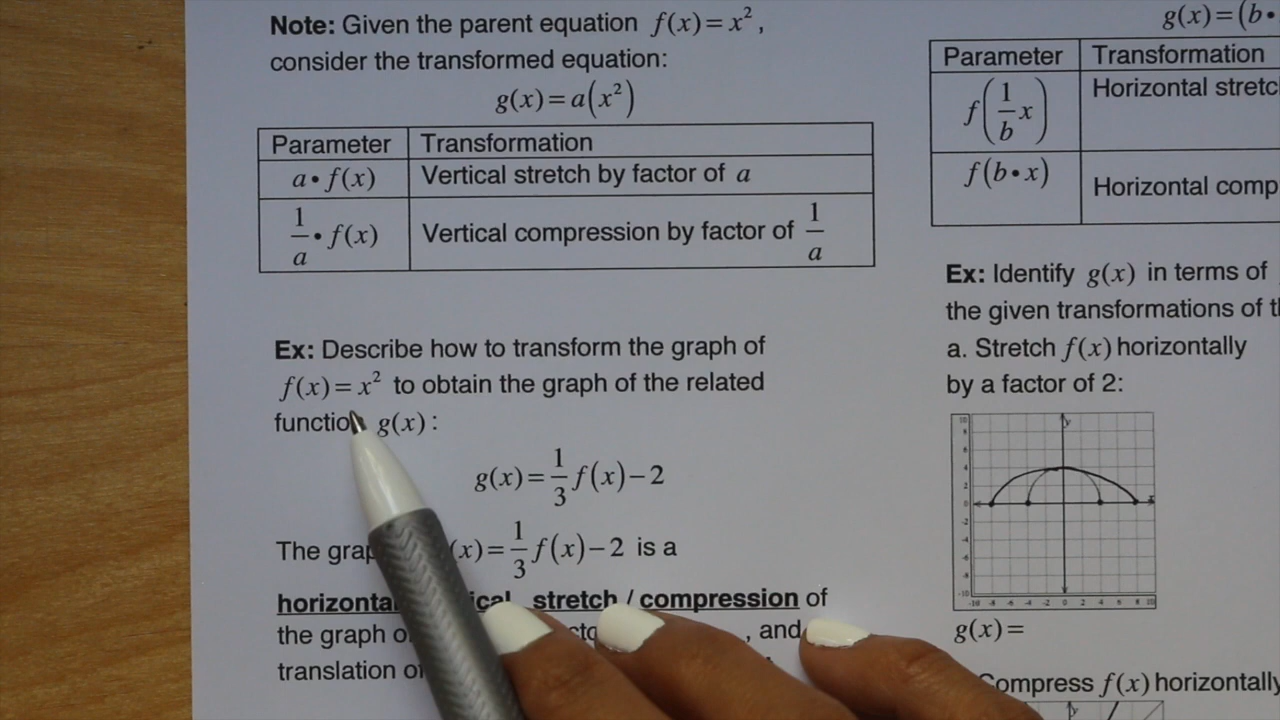 Note: Given the parent equation f(x)=x²,
consider the transformed equation:
g(x)=a(x²)
Parameter Transformation
a•f(x) Vertical stretch by factor of a
1/a •f(x) Vertical compression by factor of 1/a
Ex: Describe how to transform the graph of
f(x)=x² to obtain the graph of the related
function g(x):
g(x)=1/3 f(x)−2
The (x)=1/3 f(x)−2 is a
stretch / compression of
the graph , and
translation
g(x)=(b•
Parameter Transformation
f(1/b x) Horizontal
f(b•x) Horizontal
Ex: Identify g(x) in terms of
the given transformations of
a. Stretch f(x) horizontally
by a factor of 2:
y
g(x)=
Compress f(x) horizontally
y